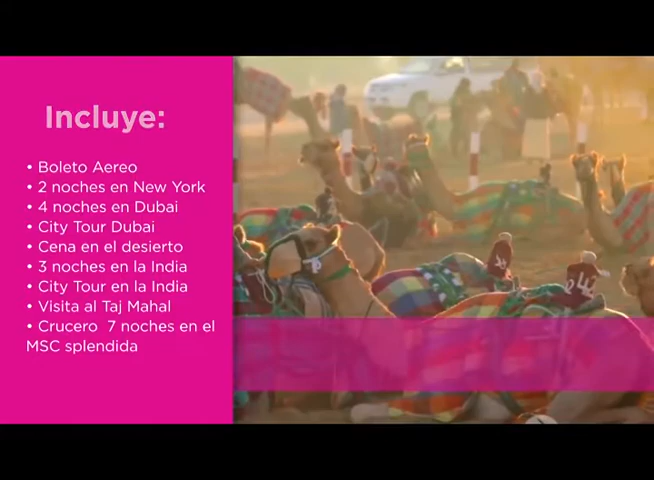 Incluye:
• Boleto Aereo
• 2 noches en New York
• 4 noches en Dubai
• City Tour Dubai
• Cena en el desierto
• 3 noches en la India
• City Tour en la India
• Visita al Taj Mahal
• Crucero 7 noches en el
MSC splendida